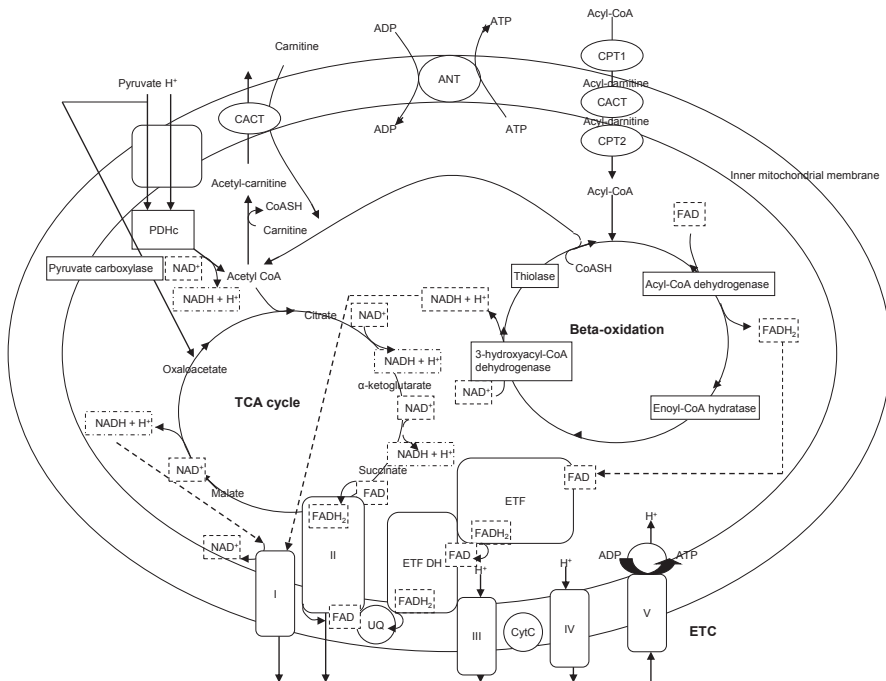 Acyl-CoA
ADP
ATP
CPT1
Carnitine
ANT
Acyl-carnitine
Pyruvate H⁺
CACT
CACT
Acyl-carnitine
ADP
ATP
CPT2
Inner mitochondrial membrane
Acetyl-carnitine
Acyl-CoA
CoASH
FAD
Carnitine
PDHc
CoASH
Pyruvate carboxylase
NAD⁺
Acetyl CoA
Thiolase
Acyl-CoA dehydrogenase
NADH + H⁺
NADH + H⁺
Citrate
NAD⁺
Beta-oxidation
FADH₂
Oxaloacetate
NADH + H⁺
3-hydroxyacyl-CoA
dehydrogenase
α-ketoglutarate
NAD⁺
TCA cycle
NAD⁺
Enoyl-CoA hydratase
NADH + H⁺
NADH + H⁺
NAD⁺
Succinate
FAD
FAD
Malate
ETF
FADH₂
FADH₂
H⁺
NAD⁺
II
ETF DH
FAD
H⁺
H⁺
ADP
ATP
I
FADH₂
FAD
UQ
III
CytC
IV
V
ETC